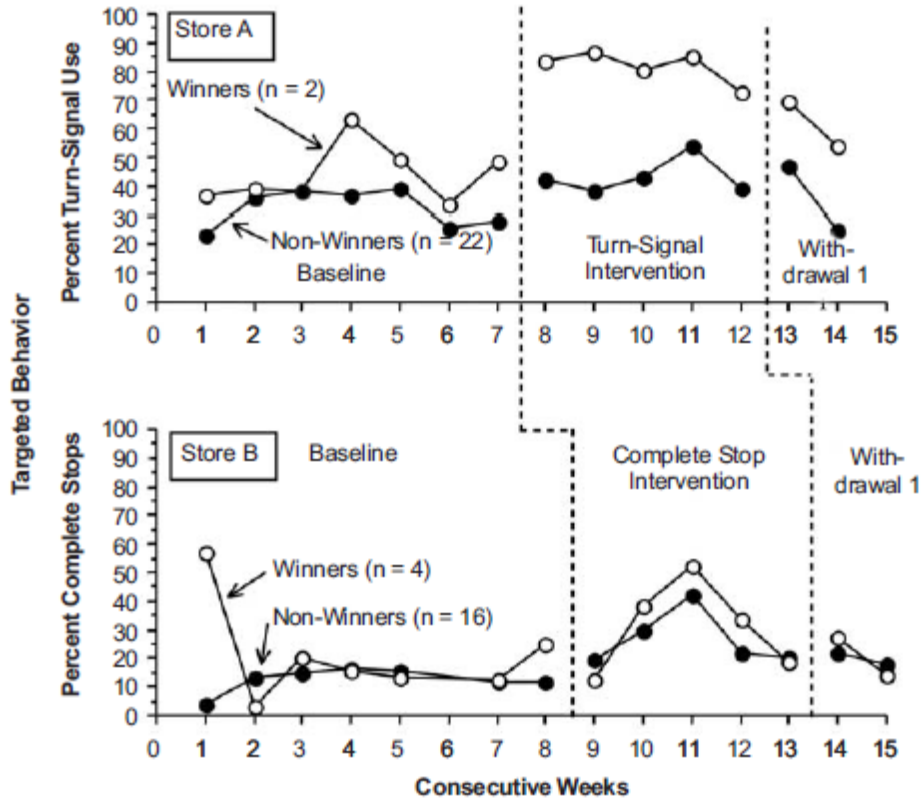 Targeted Behavior
Percent Turn-Signal Use
100
90
80
70
60
50
40
30
20
10
0
Store A
Winners (n = 2)
Non-Winners (n = 22)
Baseline
Turn-Signal
Intervention
With-
drawal 1
0 1 2 3 4 5 6 7 8 9 10 11 12 13 14 15
Percent Complete Stops
100
90
80
70
60
50
40
30
20
10
0
Store B
Baseline
Winners (n = 4)
Non-Winners (n = 16)
Complete Stop
Intervention
With-
drawal 1
0 1 2 3 4 5 6 7 8 9 10 11 12 13 14 15
Consecutive Weeks